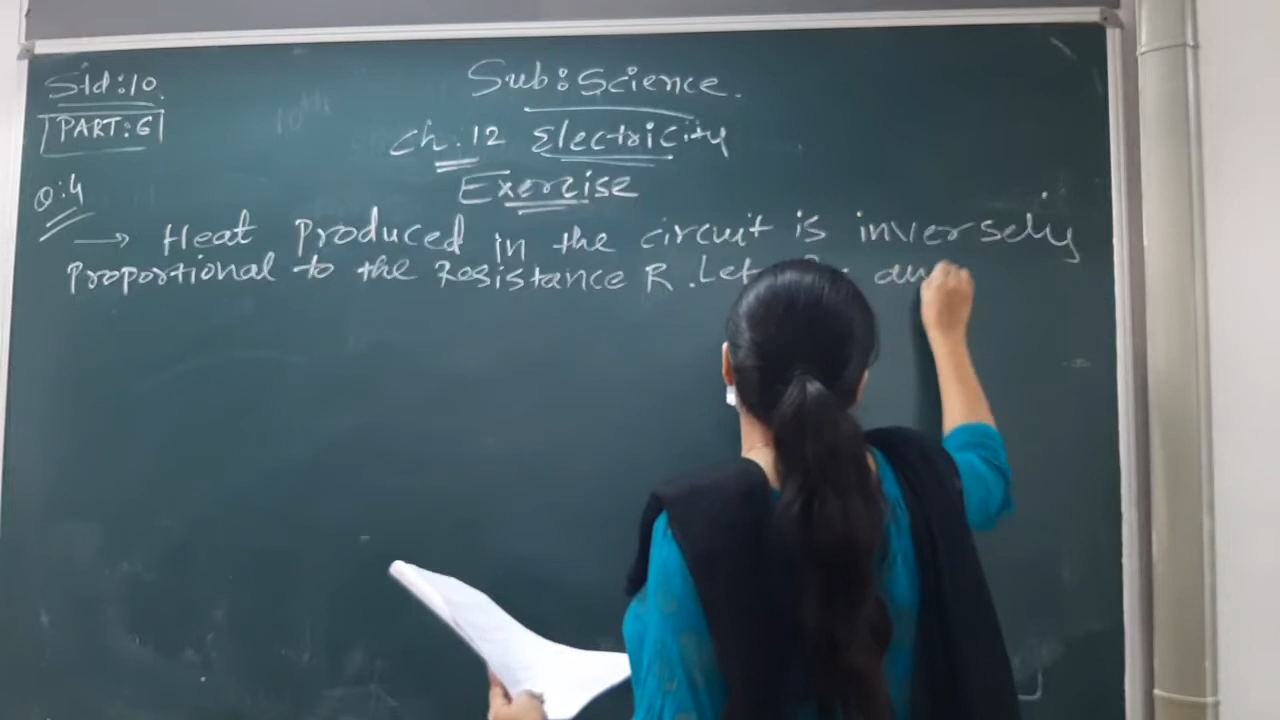 Std:10
PART:6
Sub:Science.
Ch.12 Electricity
Exercise
Q:4
→ Heat Produced in the circuit is inversely
Proportional to the Resistance R. Let